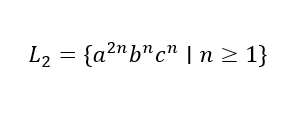 L₂ = {a²ⁿbⁿcⁿ | n ≥ 1}